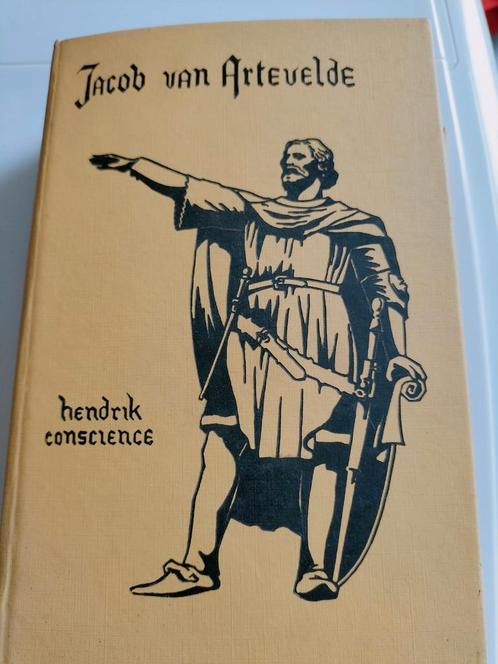 Jacob van Artevelde
hendrik
conscience